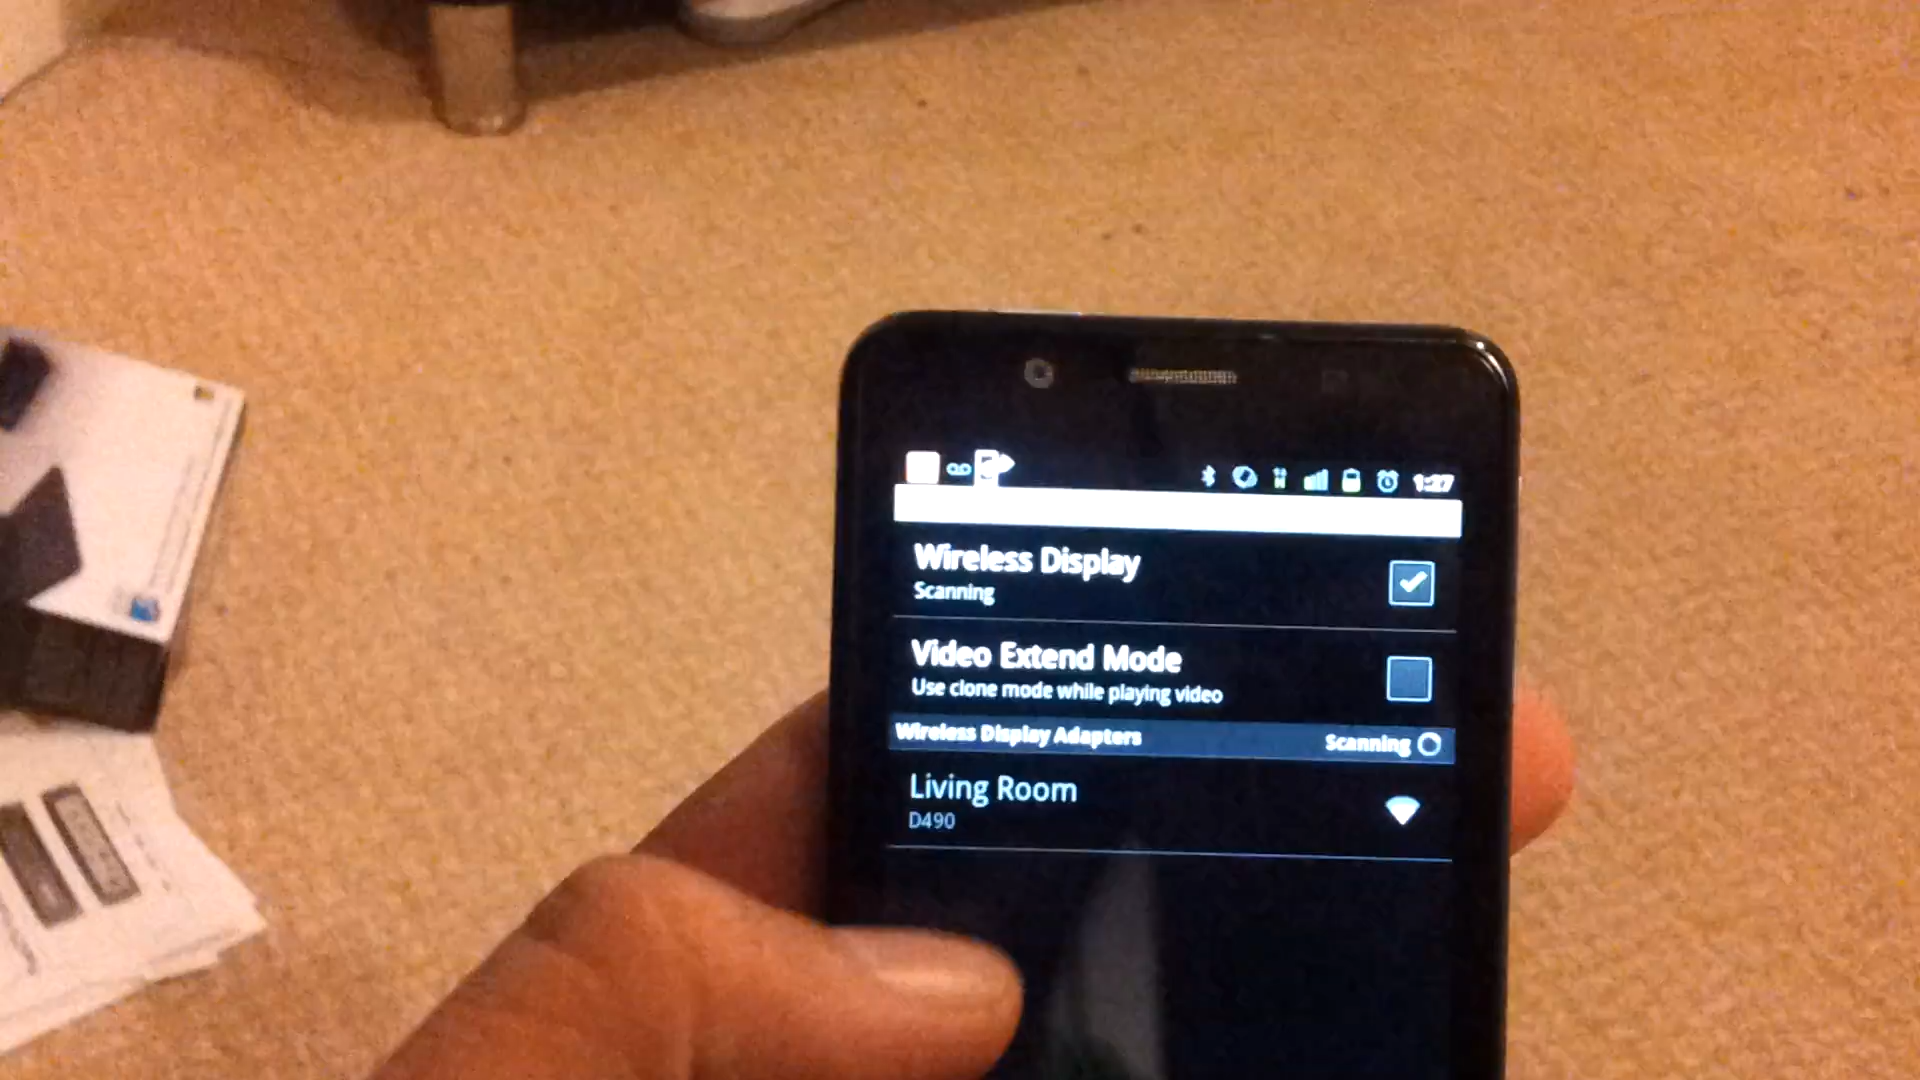 1:27
Wireless Display
Scanning
Video Extend Mode
Use clone mode while playing video
Wireless Display Adapters
Scanning
Living Room
D490